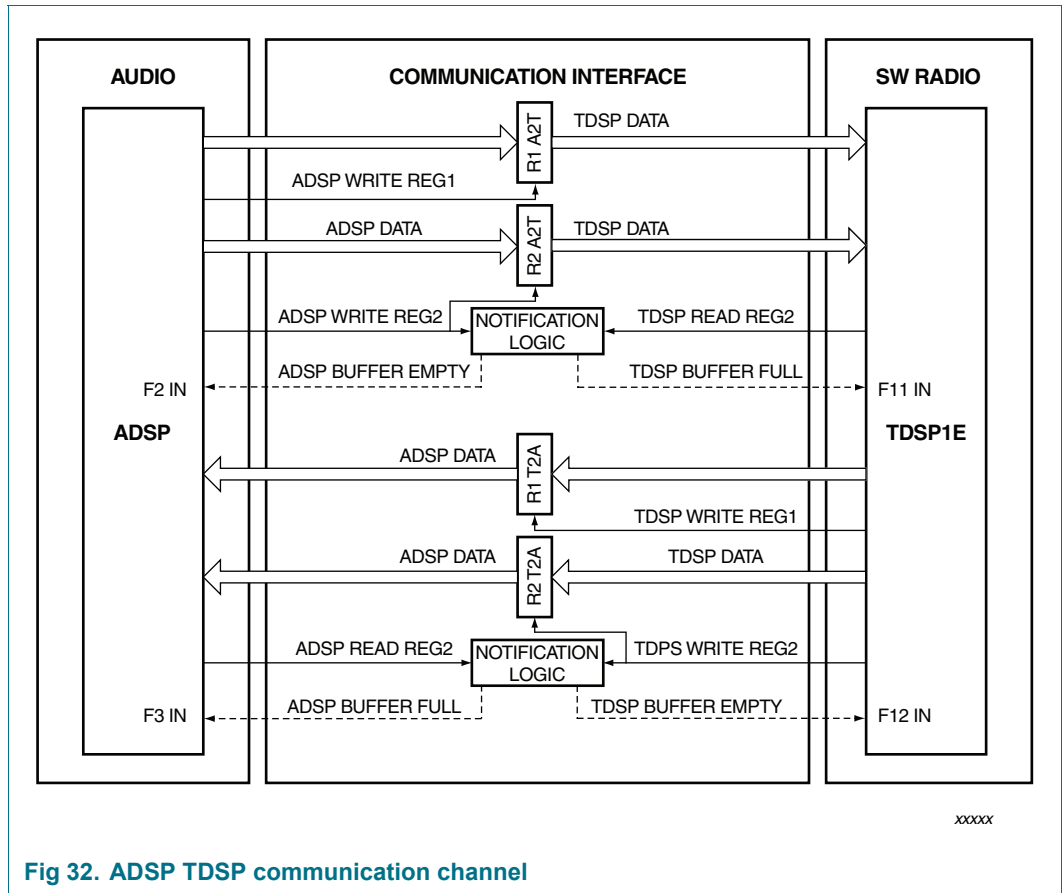 AUDIO
COMMUNICATION INTERFACE
SW RADIO
TDSP DATA
R1 A2T
ADSP WRITE REG1
ADSP DATA
R2 A2T
TDSP DATA
ADSP WRITE REG2
NOTIFICATION
LOGIC
TDSP READ REG2
ADSP BUFFER EMPTY
TDSP BUFFER FULL
F2 IN
F11 IN
ADSP
TDSP1E
ADSP DATA
R1 T2A
TDSP WRITE REG1
ADSP DATA
R2 T2A
TDSP DATA
ADSP READ REG2
NOTIFICATION
LOGIC
TDPS WRITE REG2
ADSP BUFFER FULL
TDSP BUFFER EMPTY
F3 IN
F12 IN
xxxxx
Fig 32. ADSP TDSP communication channel